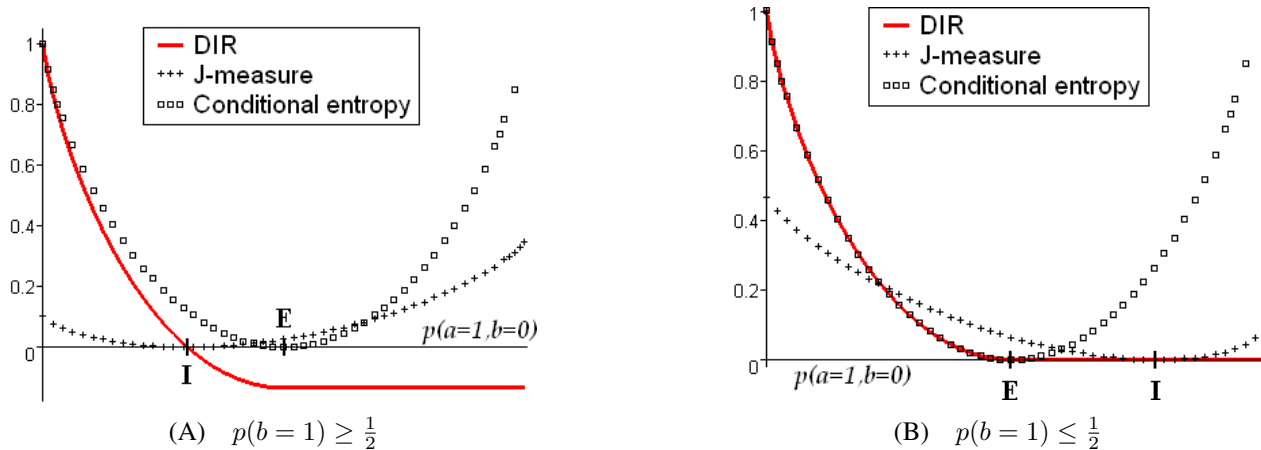 DIR
J-measure
Conditional entropy
1
0.8
0.6
0.4
0.2
0
E
I
p(a=1,b=0)
(A) p(b = 1) ≥ 1/2
DIR
J-measure
Conditional entropy
1
0.8
0.6
0.4
0.2
0
p(a=1,b=0)
E
I
(B) p(b = 1) ≤ 1/2